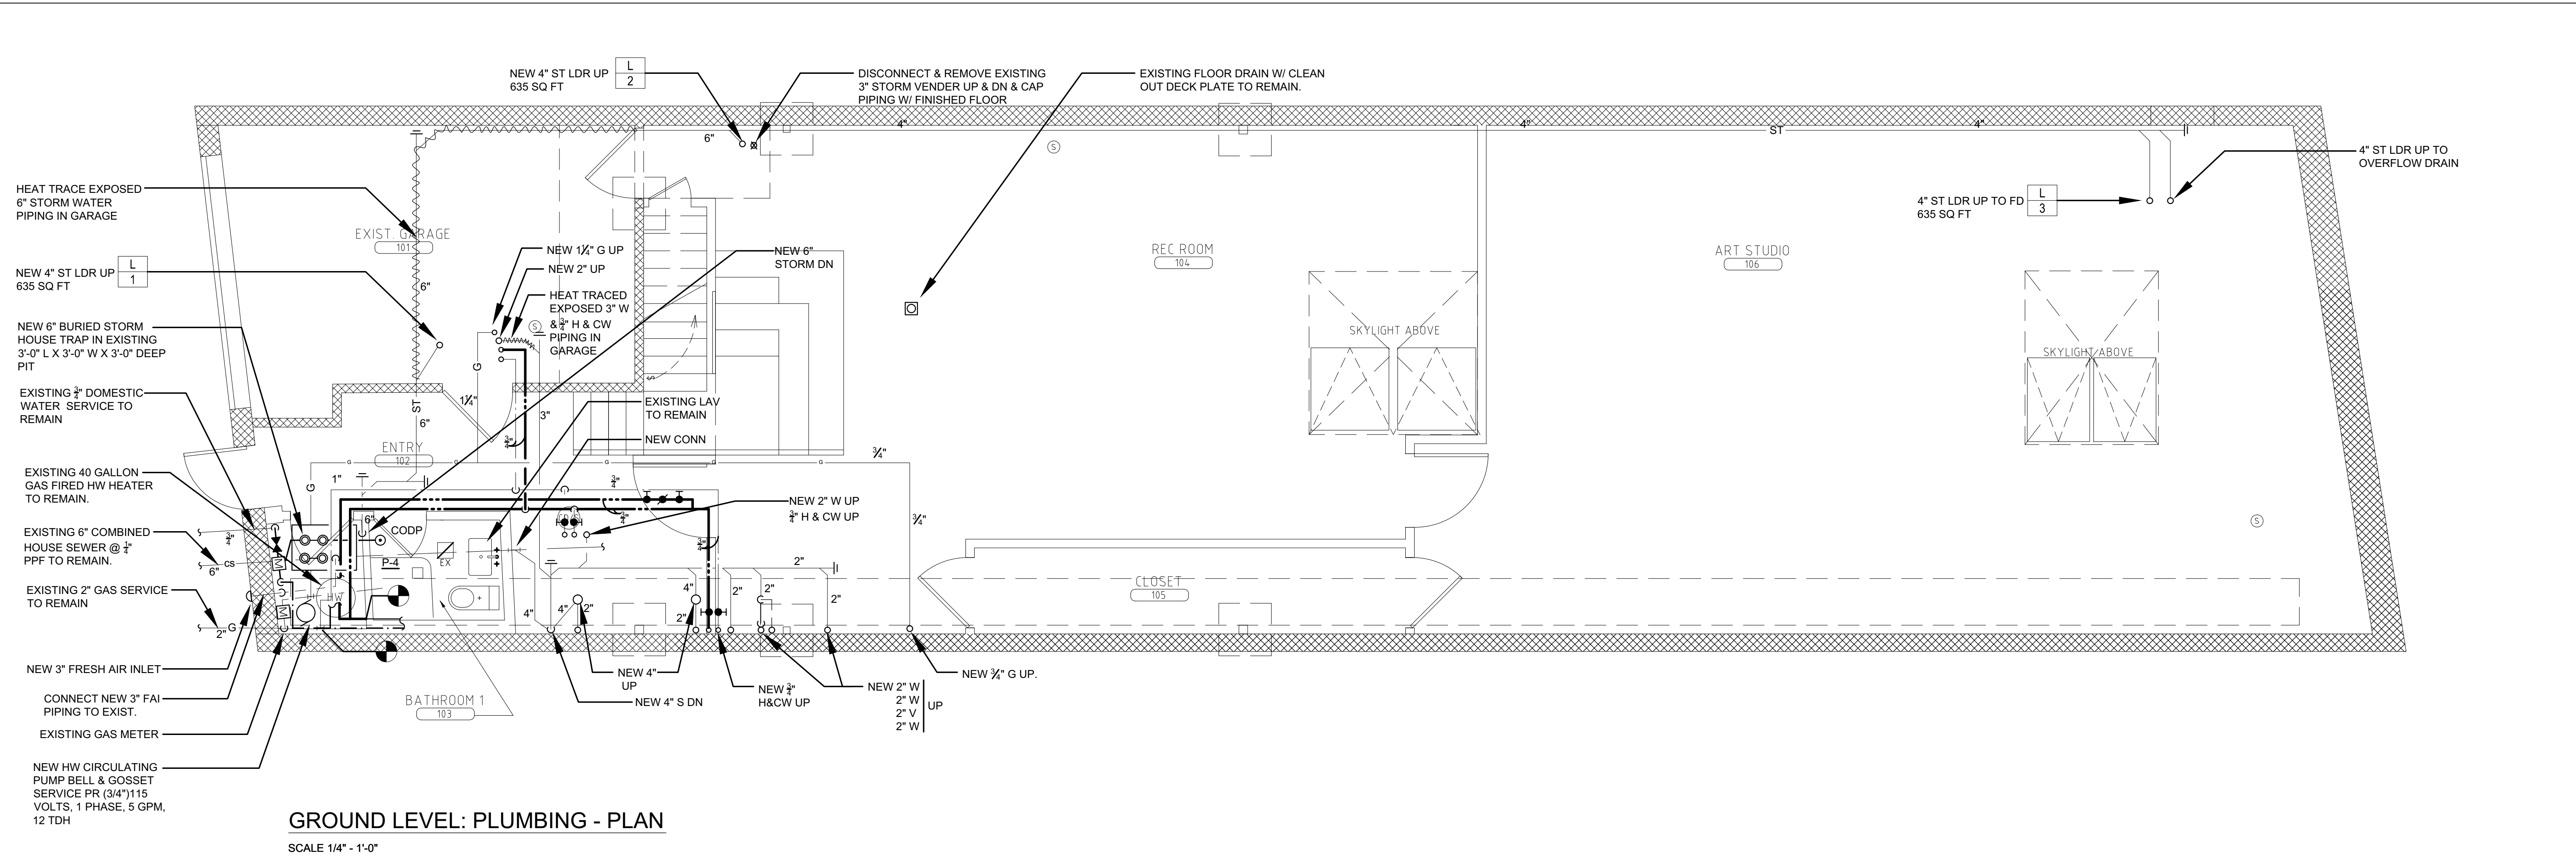 NEW 4" ST LDR UP
635 SQ FT
L
2
DISCONNECT & REMOVE EXISTING
3" STORM VENDER UP & DN & CAP
PIPING W/ FINISHED FLOOR
EXISTING FLOOR DRAIN W/ CLEAN
OUT DECK PLATE TO REMAIN.
6"
4"
4"
ST
4"
S
4" ST LDR UP TO
OVERFLOW DRAIN
HEAT TRACE EXPOSED
6" STORM WATER
PIPING IN GARAGE
4" ST LDR UP TO FD
635 SQ FT
L
3
EXIST. GARAGE
101
REC ROOM
104
ART STUDIO
106
NEW 1¼" G UP
NEW 2" UP
NEW 6"
STORM DN
NEW 4" ST LDR UP
635 SQ FT
L
1
6"
HEAT TRACED
EXPOSED 3" W
& ¾" H & CW
PIPING IN
GARAGE
S
NEW 6" BURIED STORM
HOUSE TRAP IN EXISTING
3'-0" L X 3'-0" W X 3'-0" DEEP
PIT
SKYLIGHT ABOVE
SKYLIGHT ABOVE
G
EXISTING ¾" DOMESTIC
WATER SERVICE TO
REMAIN
ST
1¼"
6"
3"
EXISTING LAV
TO REMAIN
NEW CONN
¾"
ENTRY
102
G
G
G
G
¾"
EXISTING 40 GALLON
GAS FIRED HW HEATER
TO REMAIN.
G
1"
¾"
¾"
NEW 2" W UP
¾" H & CW UP
¾"
S
6"
CODP
EXISTING 6" COMBINED
HOUSE SEWER @ ¼"
PPF TO REMAIN.
¾"
CS
6"
M
P-4
EX
¾"
2"
EXISTING 2" GAS SERVICE
TO REMAIN
G
2"
M
HW
CLOSET
105
4"
4"
2"
4"
2"
2"
2"
2"
NEW 3" FRESH AIR INLET
CONNECT NEW 3" FAI
PIPING TO EXIST.
EXISTING GAS METER
BATHROOM 1
103
NEW 4"
UP
NEW 4" S DN
NEW ¾"
H&CW UP
NEW 2" W
2" W
2" V
2" W
UP
NEW ¾" G UP.
NEW HW CIRCULATING
PUMP BELL & GOSSET
SERVICE PR (3/4")115
VOLTS, 1 PHASE, 5 GPM,
12 TDH
GROUND LEVEL: PLUMBING - PLAN
SCALE 1/4" - 1'-0"